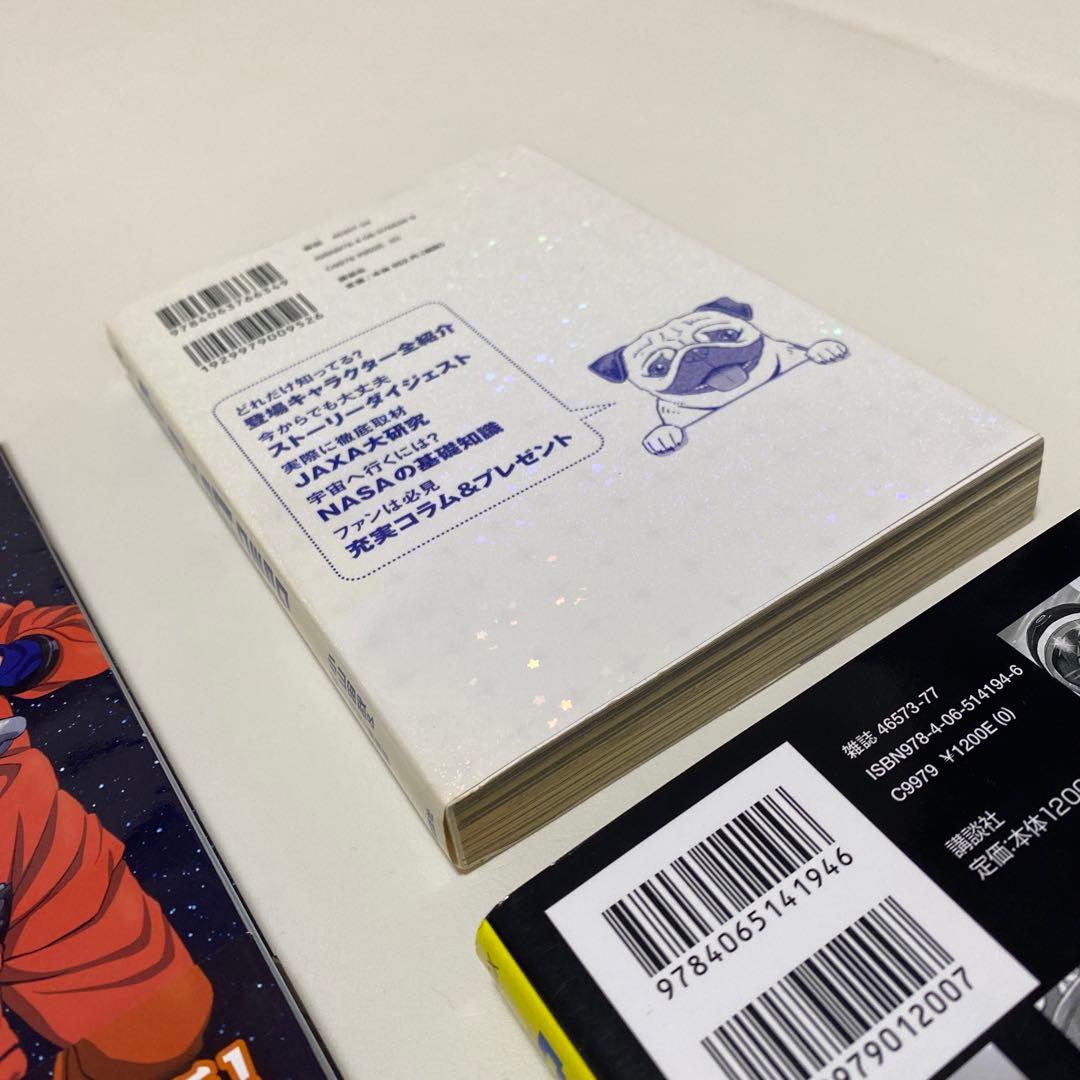 9784063766349
1929979009526
どれだけ知ってる?
登場キャラクター全紹介
今からでも大丈夫
ストーリーダイジェスト
実際に徹底取材
JAXA大研究
宇宙へ行くには?
NASAの基礎知識
ファンは必見
充実コラム&プレゼント
雑誌 46573-77
ISBN978-4-06-514194-6
C9979 ¥1200E (0)
講談社
定価:本体1200
9784065141946
979012007